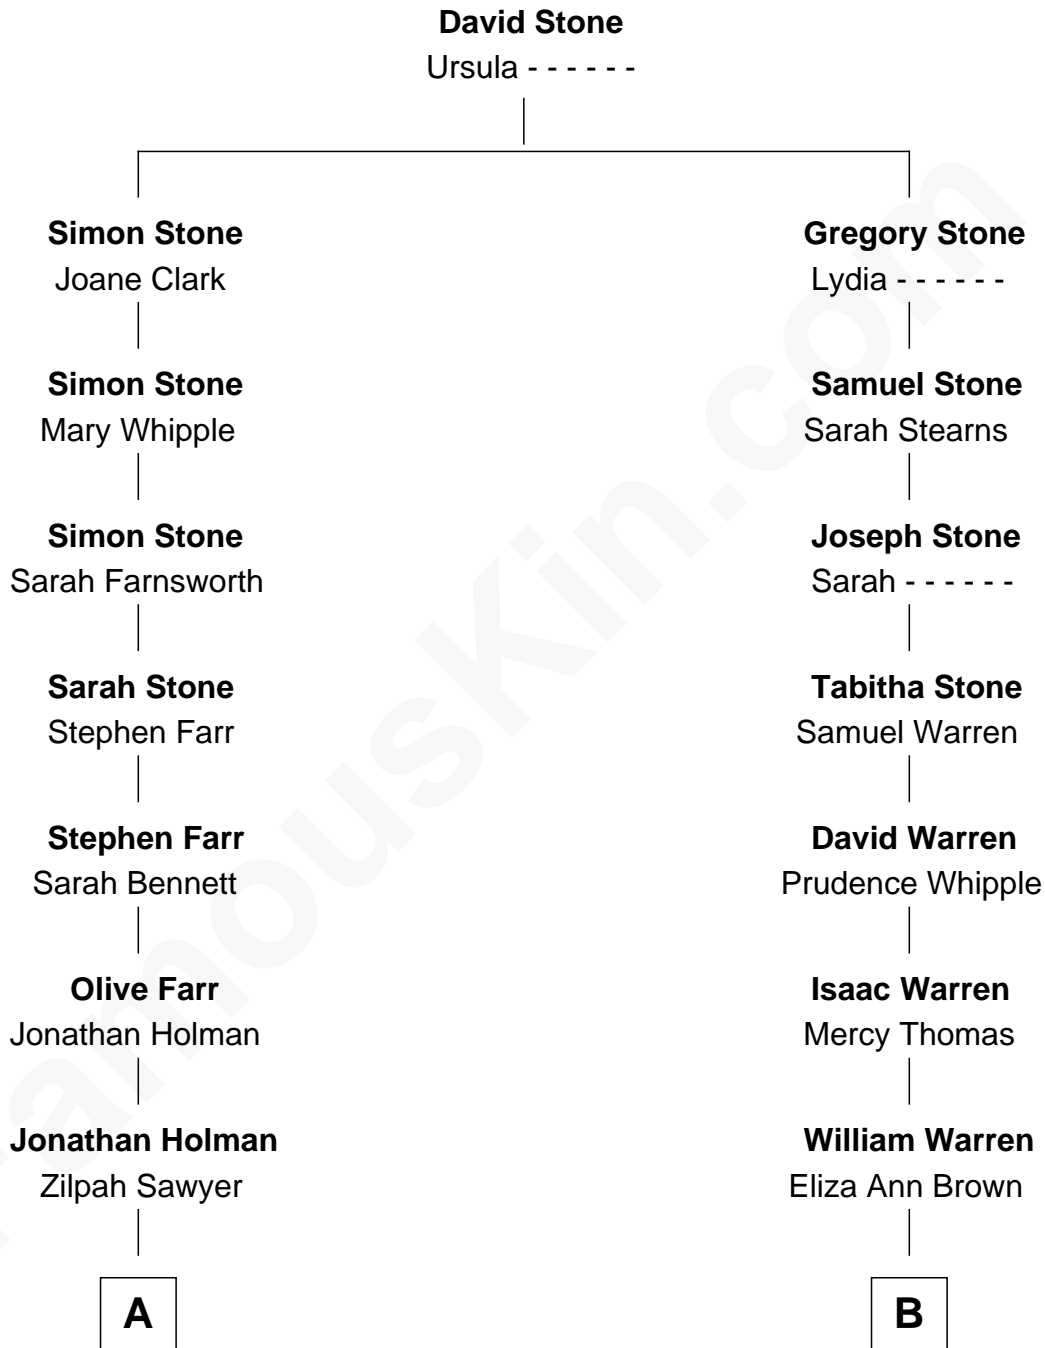 David Stone
Ursula - - - - - -
Simon Stone
Joane Clark
Gregory Stone
Lydia - - - - - -
Simon Stone
Mary Whipple
Samuel Stone
Sarah Stearns
Simon Stone
Sarah Farnsworth
Joseph Stone
Sarah - - - - - -
Sarah Stone
Stephen Farr
Tabitha Stone
Samuel Warren
Stephen Farr
Sarah Bennett
David Warren
Prudence Whipple
Olive Farr
Jonathan Holman
Isaac Warren
Mercy Thomas
Jonathan Holman
Zilpah Sawyer
William Warren
Eliza Ann Brown
A
B
FamousKin.com